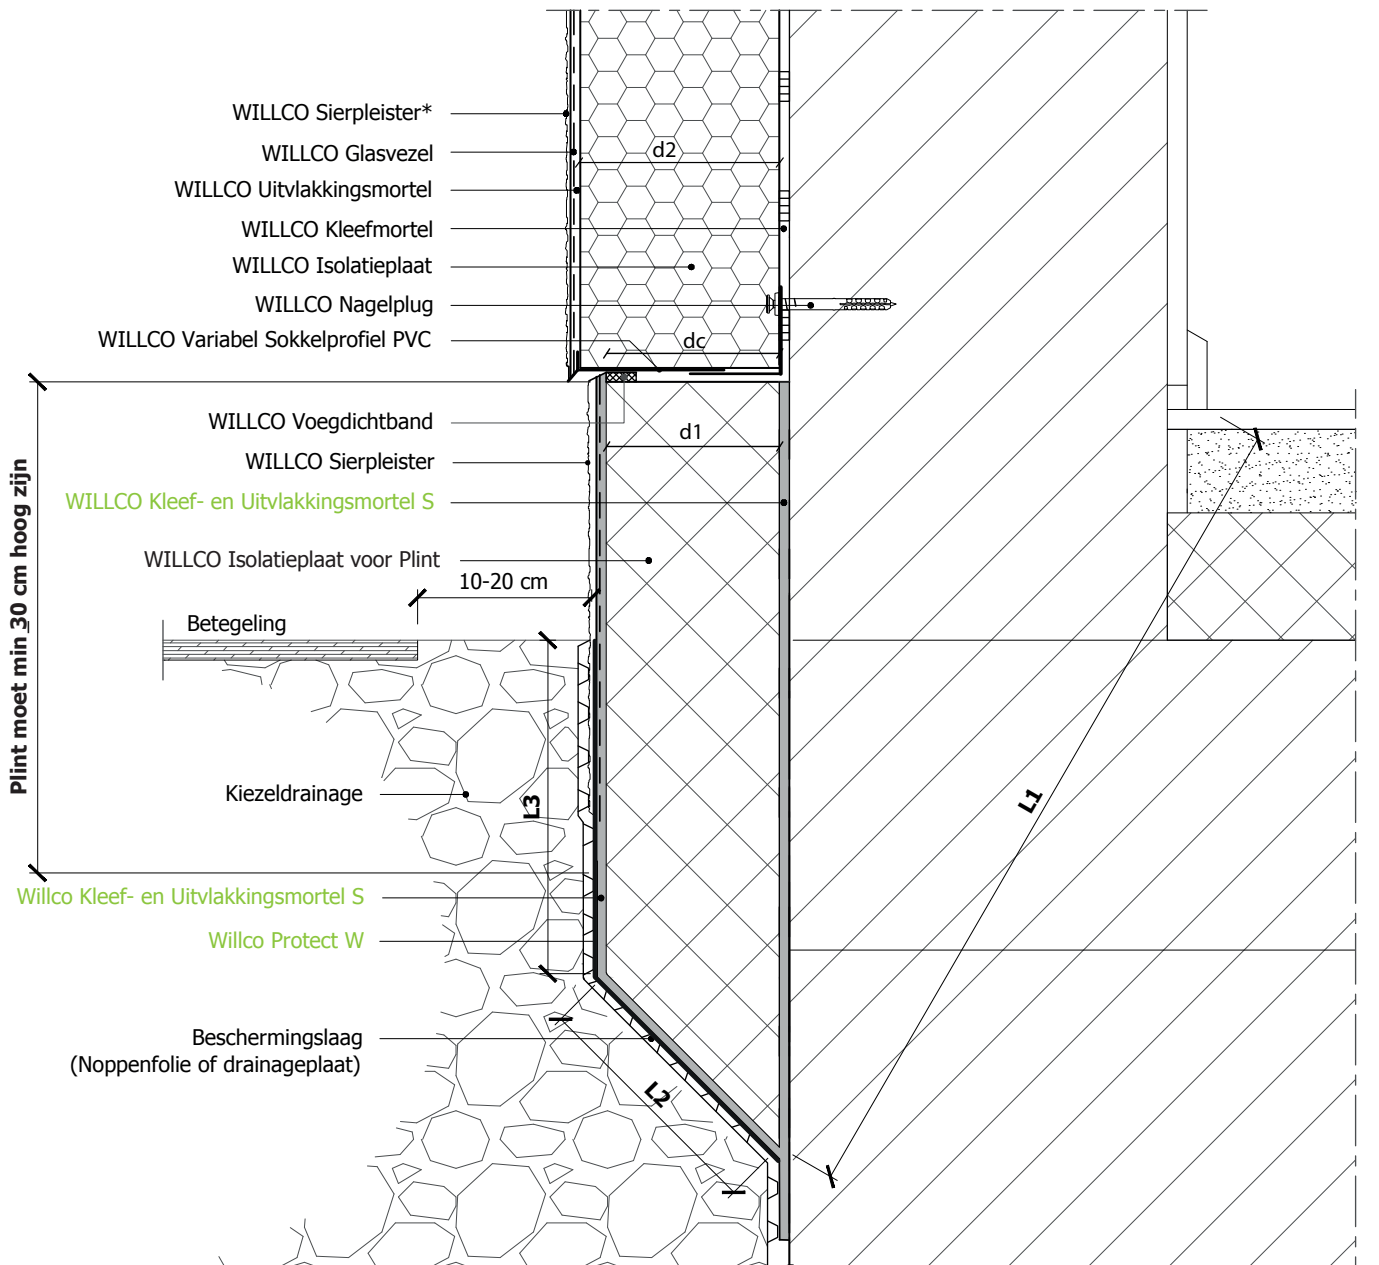 WILLCO Sierpleister*
WILLCO Glasvezel
d2
WILLCO Uitvlakkingsmortel
WILLCO Kleefmortel
WILLCO Isolatieplaat
WILLCO Nagelplug
WILLCO Variabel Sokkelprofiel PVC
dc
WILLCO Voegdichtband
d1
WILLCO Sierpleister
WILLCO Kleef- en Uitvlakkingsmortel S
WILLCO Isolatieplaat voor Plint
10-20 cm
Betegeling
Plint moet min 30 cm hoog zijn
Kiezeldrainage
L3
L1
Willco Kleef- en Uitvlakkingsmortel S
Willco Protect W
Beschermingslaag
(Noppenfolie of drainageplaat)
L2